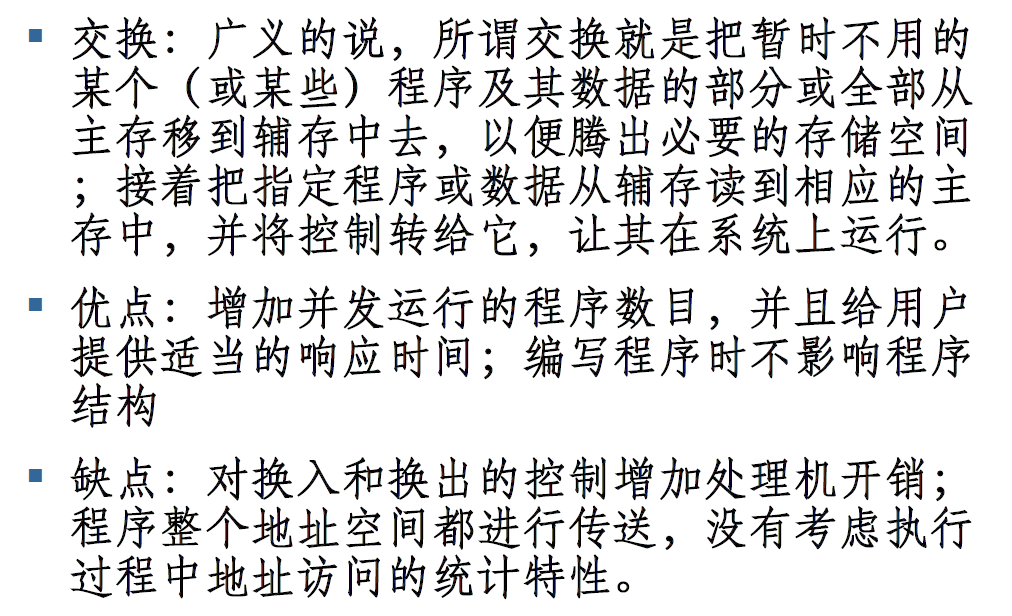 ▪ 交换：广义的说，所谓交换就是把暂时不用的
某个（或某些）程序及其数据的部分或全部从
主存移到辅存中去，以便腾出必要的存储空间
；接着把指定程序或数据从辅存读到相应的主
存中，并将控制转给它，让其在系统上运行。
▪ 优点：增加并发运行的程序数目，并且给用户
提供适当的响应时间；编写程序时不影响程序
结构
▪ 缺点：对换入和换出的控制增加处理机开销；
程序整个地址空间都进行传送，没有考虑执行
过程中地址访问的统计特性。